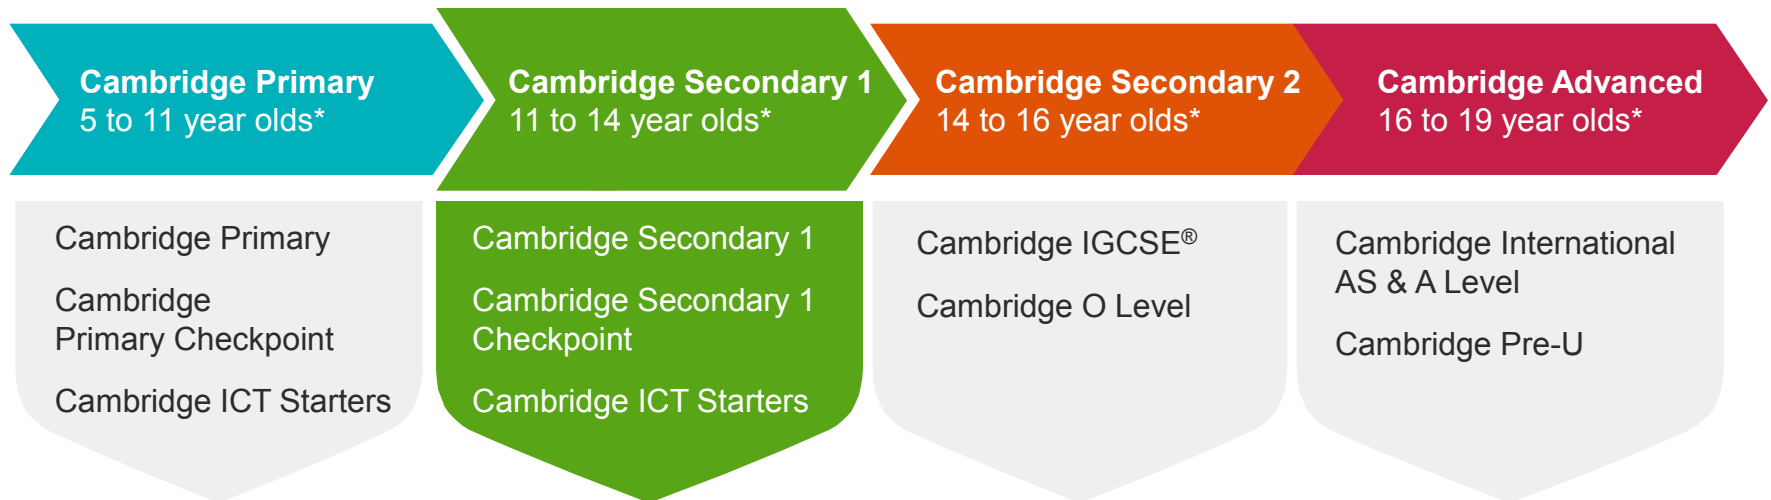 Cambridge Primary
5 to 11 year olds*
Cambridge Secondary 1
11 to 14 year olds*
Cambridge Secondary 2
14 to 16 year olds*
Cambridge Advanced
16 to 19 year olds*
Cambridge Primary
Cambridge
Primary Checkpoint
Cambridge ICT Starters
Cambridge Secondary 1
Cambridge Secondary 1
Checkpoint
Cambridge ICT Starters
Cambridge IGCSE®
Cambridge O Level
Cambridge International
AS & A Level
Cambridge Pre-U